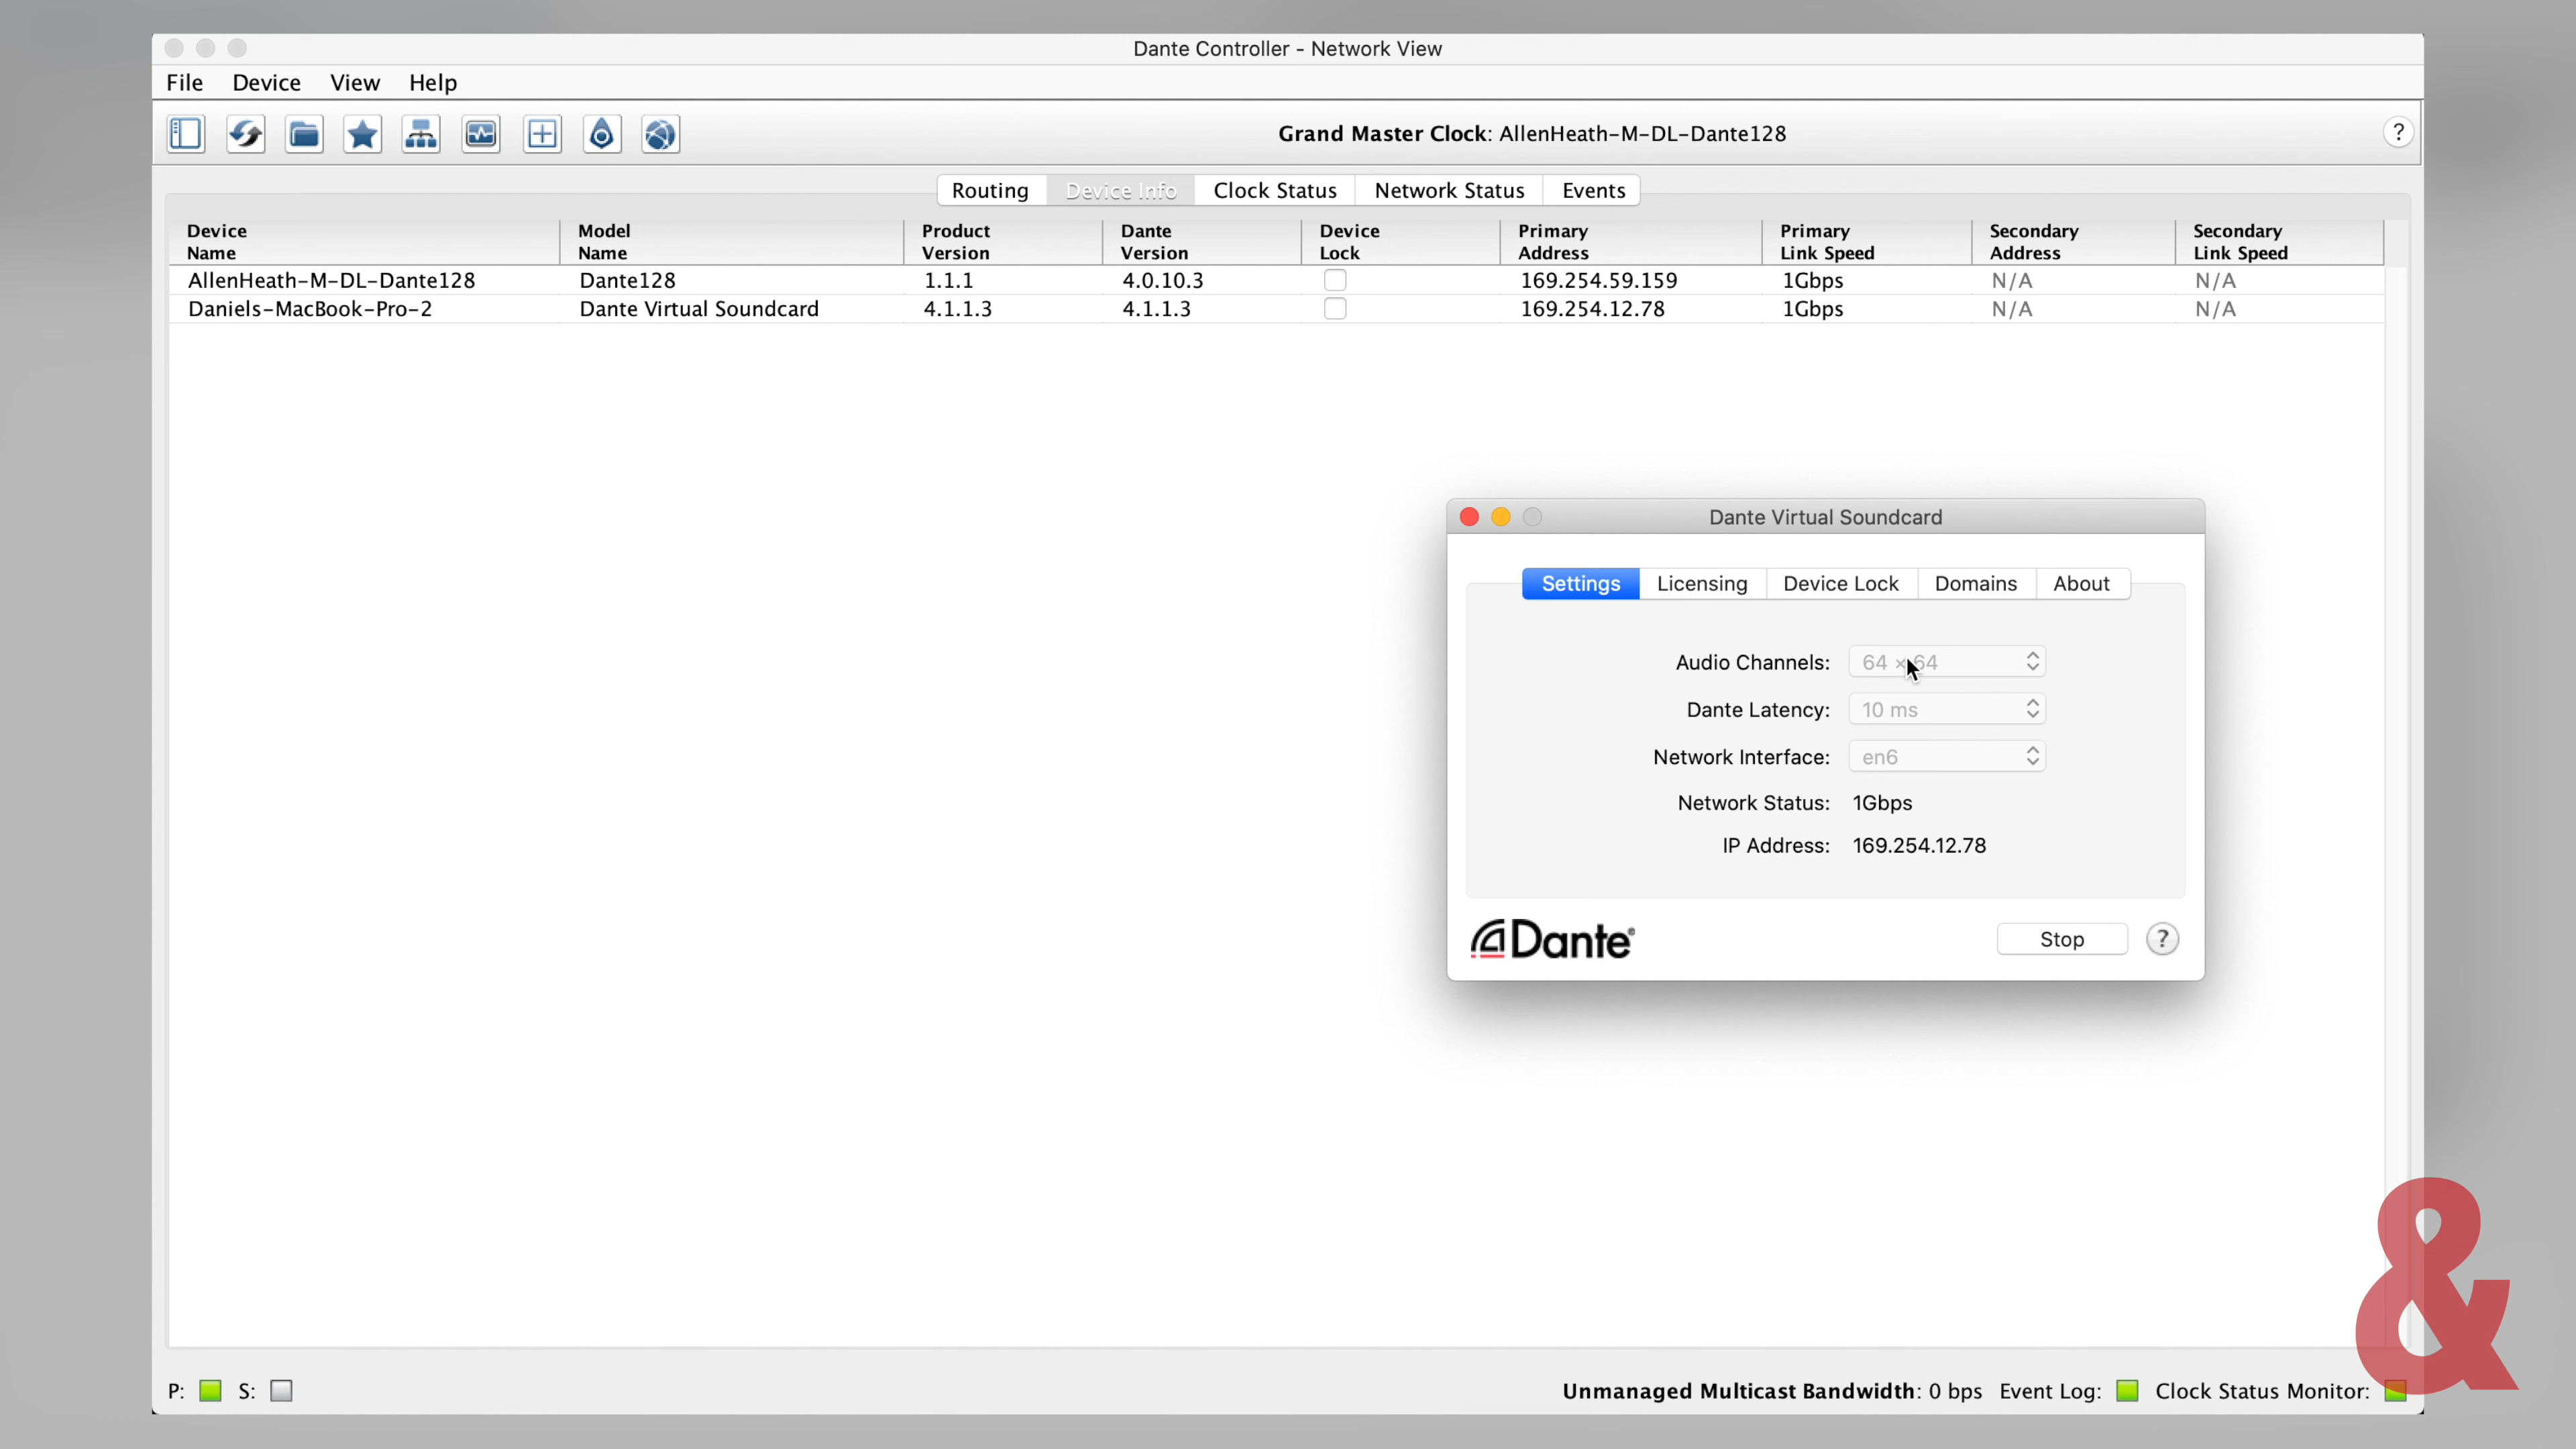 Dante Controller - Network View
File Device View Help
Grand Master Clock: AllenHeath-M-DL-Dante128
?
Routing Device Info Clock Status Network Status Events
Device Name Model Name Product Version Dante Version Device Lock Primary Address Primary Link Speed Secondary Address Secondary Link Speed
AllenHeath-M-DL-Dante128 Dante128 1.1.1 4.0.10.3 169.254.59.159 1Gbps N/A N/A
Daniels-MacBook-Pro-2 Dante Virtual Soundcard 4.1.1.3 4.1.1.3 169.254.12.78 1Gbps N/A N/A
Dante Virtual Soundcard
Settings Licensing Device Lock Domains About
Audio Channels: 64 x 64
Dante Latency: 10 ms
Network Interface: en6
Network Status: 1Gbps
IP Address: 169.254.12.78
Dante® Stop ?
&
P: S: Unmanaged Multicast Bandwidth: 0 bps Event Log: Clock Status Monitor: